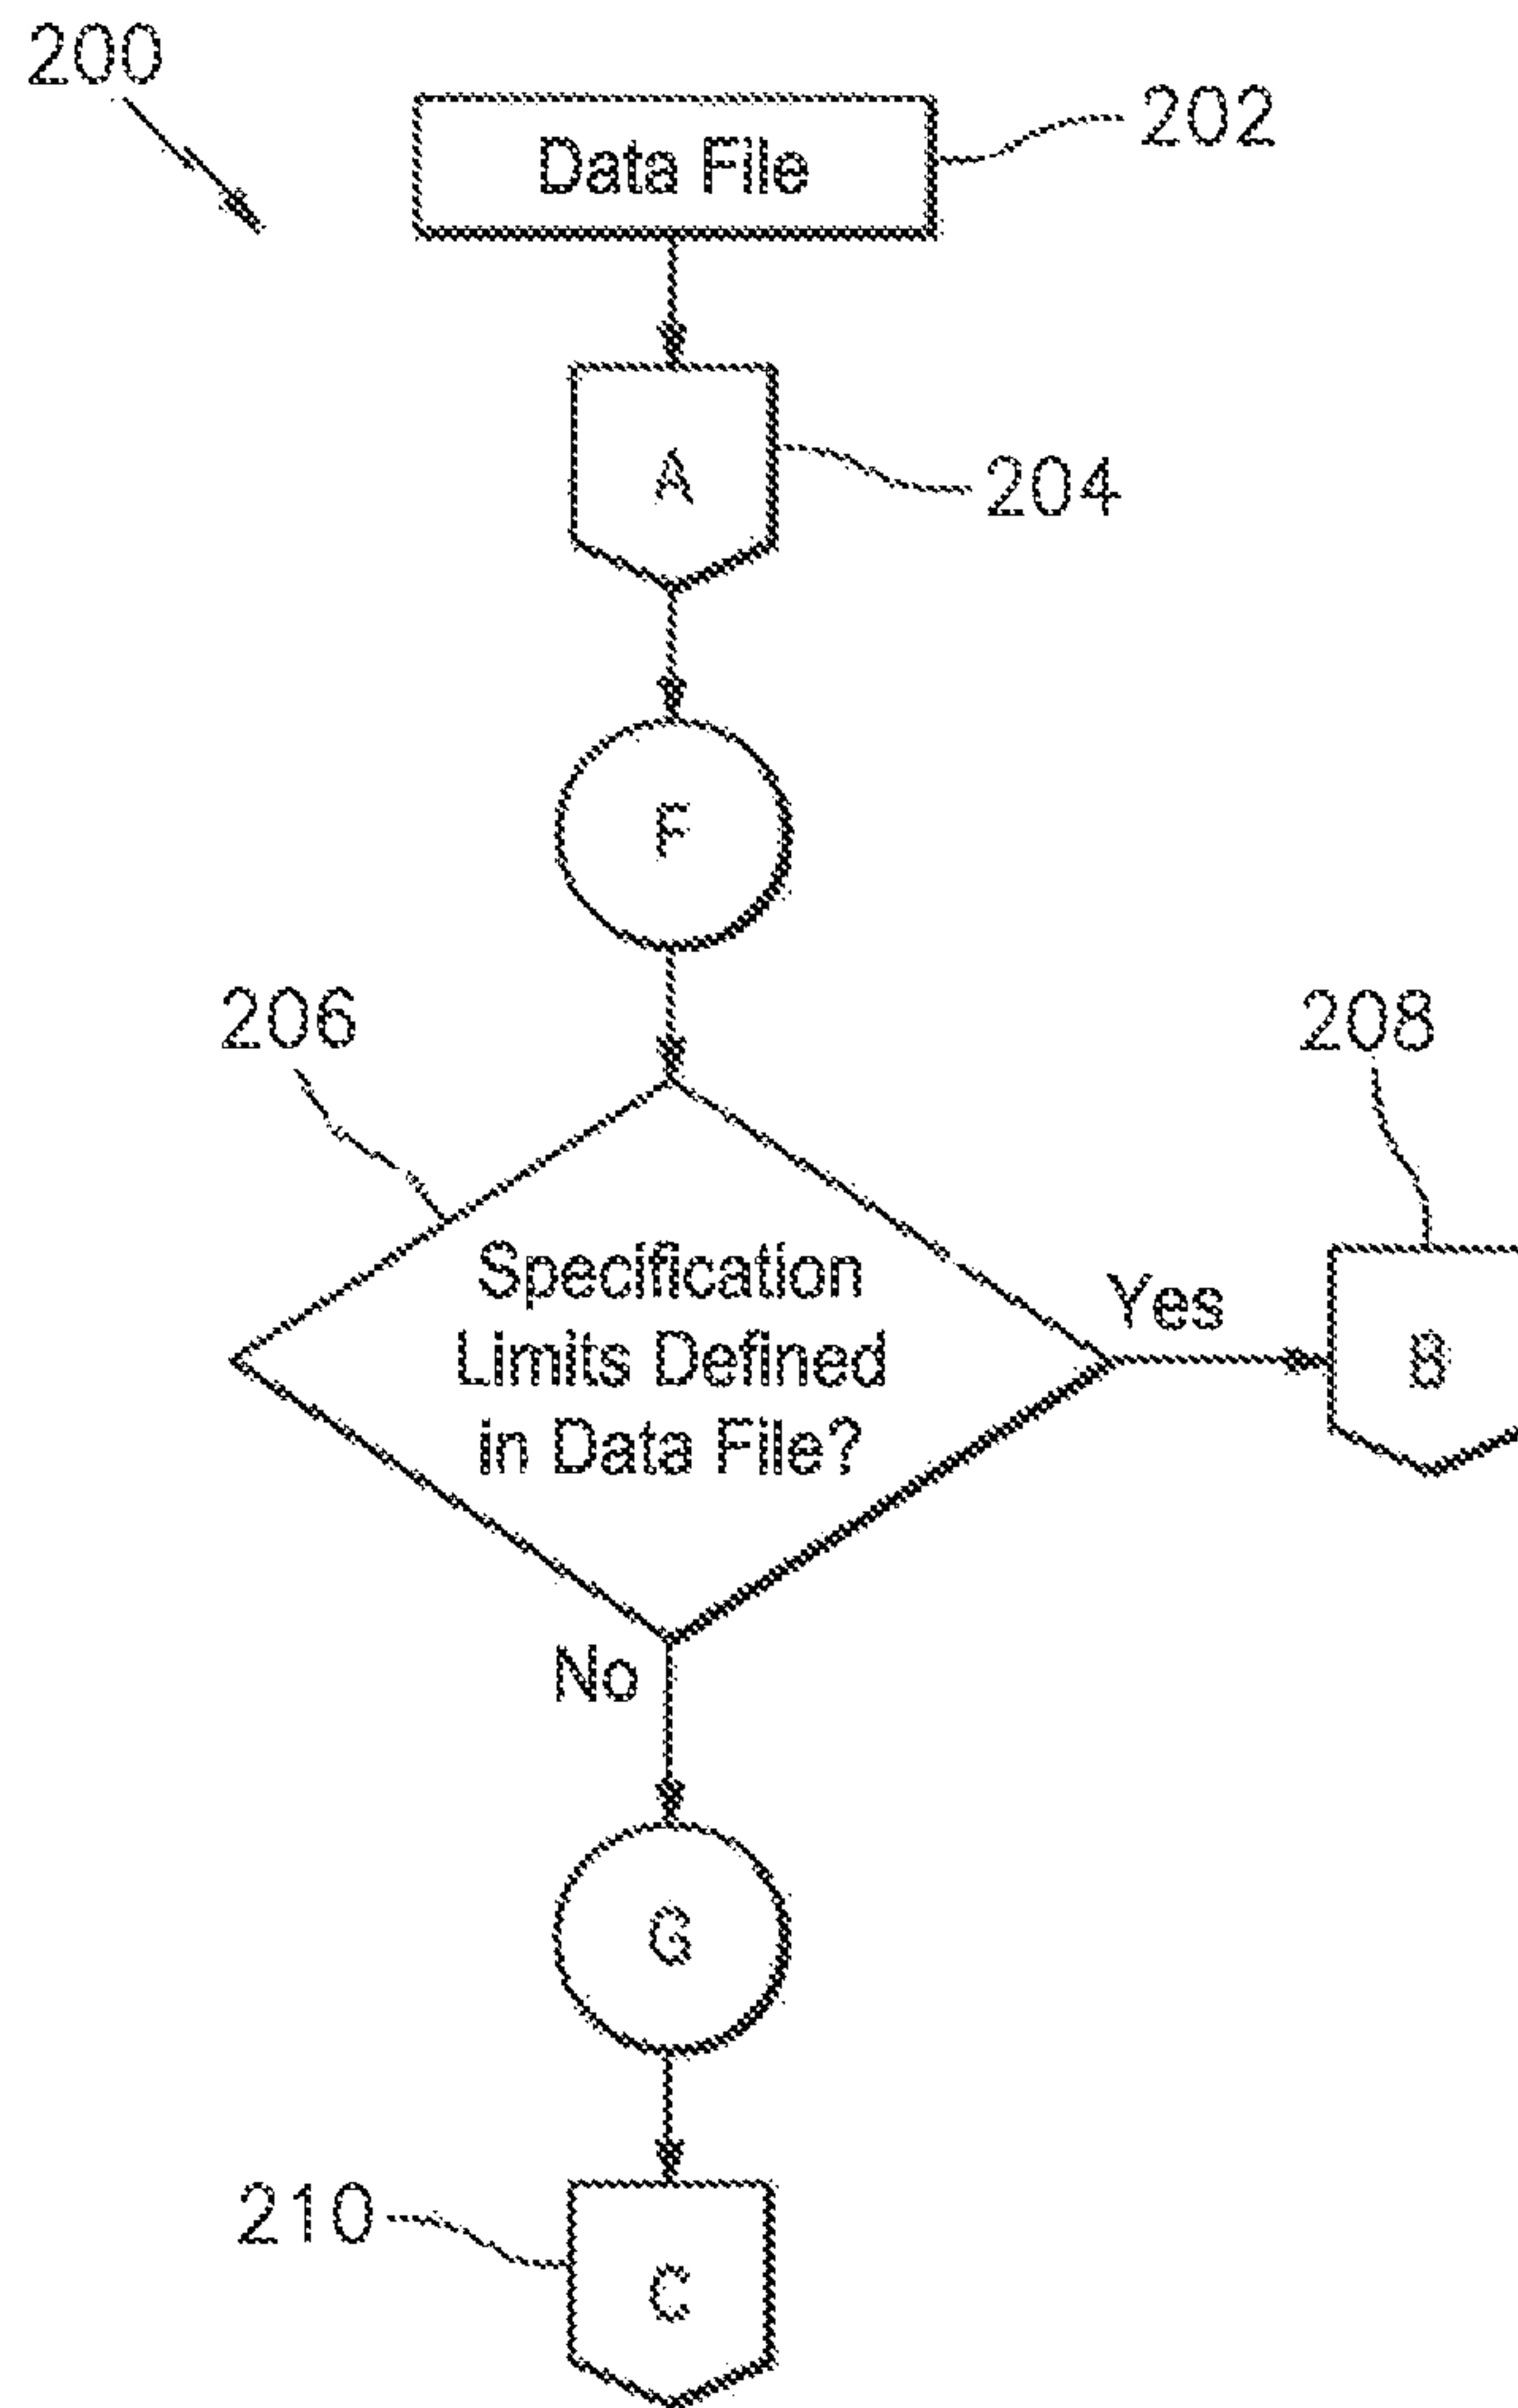 200
Data File
202
A
204
F
206
208
Specification
Limits Defined
in Data File?
Yes
B
No
G
210
C